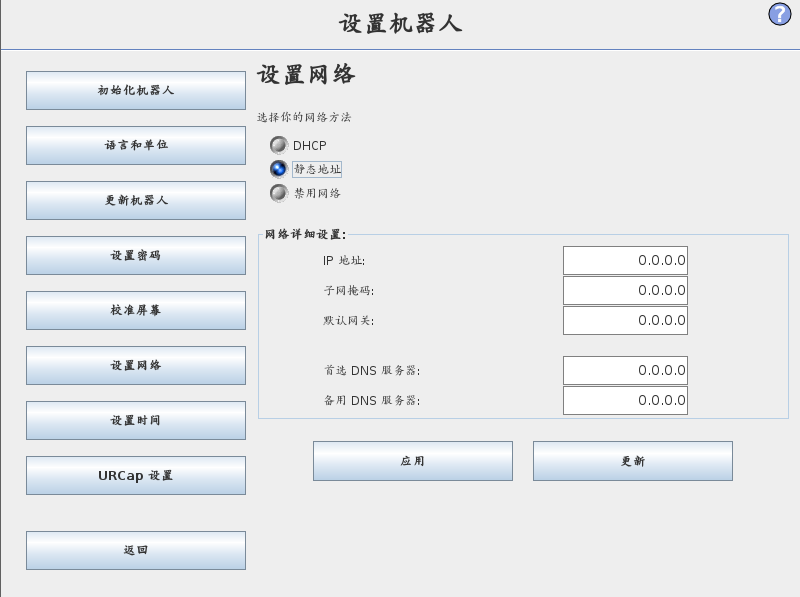 设置机器人
?
初始化机器人
语言和单位
更新机器人
设置密码
校准屏幕
设置网络
设置时间
URCap 设置
返回
设置网络
选择你的网络方法
DHCP
静态地址
禁用网络
网络详细设置:
IP 地址: 0.0.0.0
子网掩码: 0.0.0.0
默认网关: 0.0.0.0
首选 DNS 服务器: 0.0.0.0
备用 DNS 服务器: 0.0.0.0
应用 更新